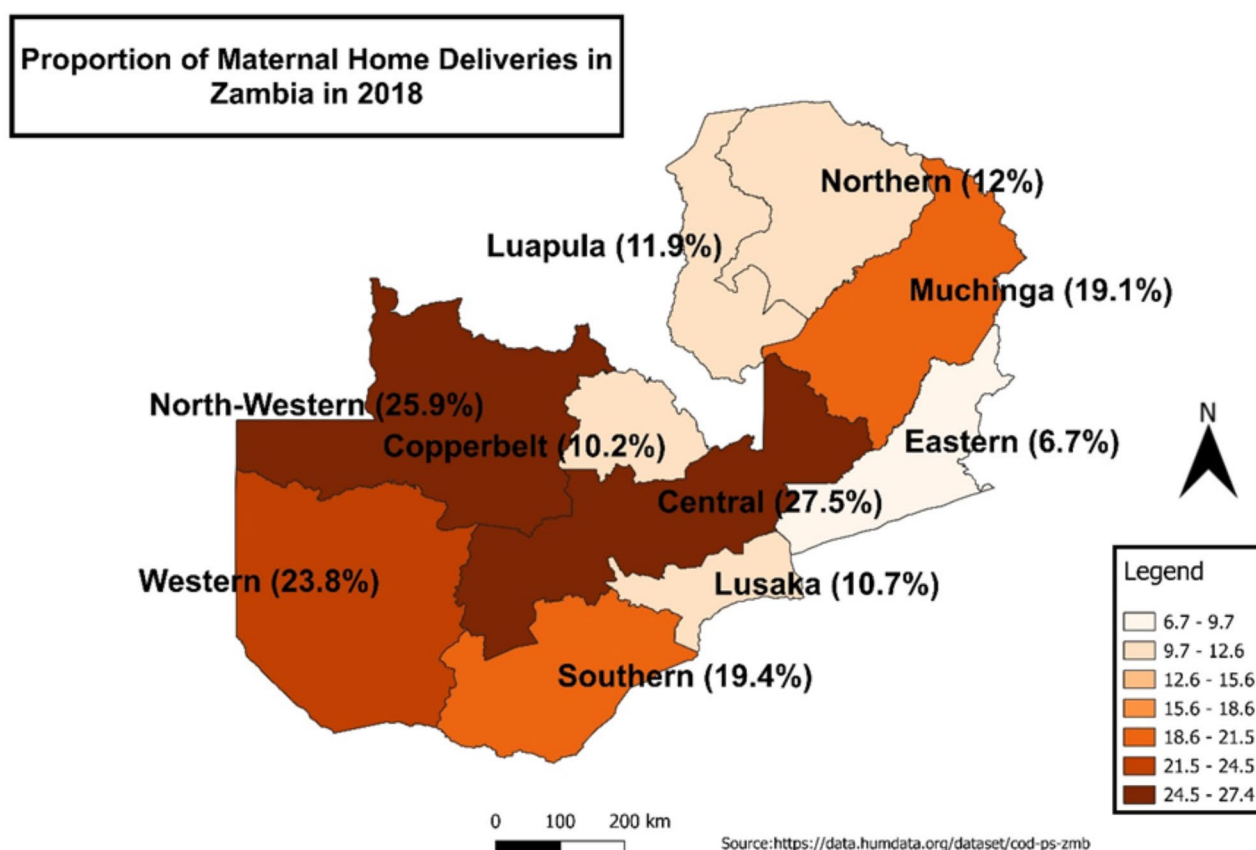 Proportion of Maternal Home Deliveries in
Zambia in 2018
Northern (12%)
Luapula (11.9%)
Muchinga (19.1%)
North-Western (25.9%)
Copperbelt (10.2%)
Eastern (6.7%)
Central (27.5%)
Western (23.8%)
Lusaka (10.7%)
Southern (19.4%)
N
Legend
6.7 - 9.7
9.7 - 12.6
12.6 - 15.6
15.6 - 18.6
18.6 - 21.5
21.5 - 24.5
24.5 - 27.4
0 100 200 km
Source:https://data.humdata.org/dataset/cod-ps-zmb